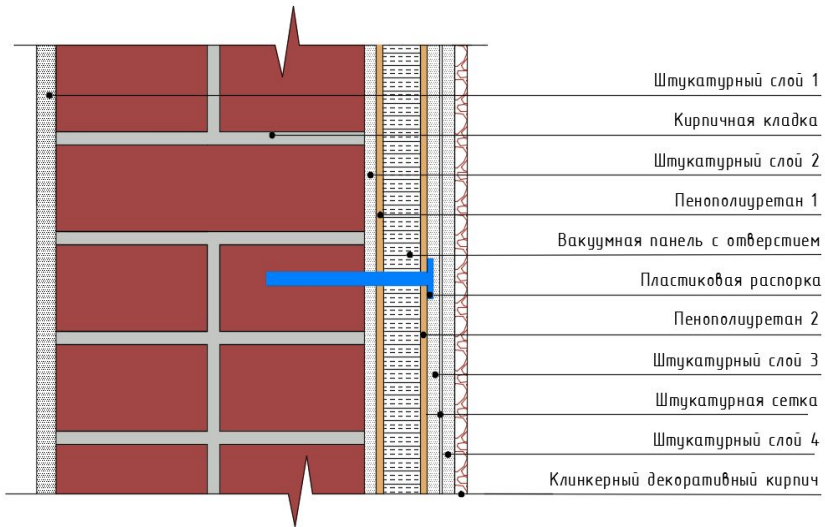 Штукатурный слой 1
Кирпичная кладка
Штукатурный слой 2
Пенополиуретан 1
Вакуумная панель с отверстием
Пластиковая распорка
Пенополиуретан 2
Штукатурный слой 3
Штукатурная сетка
Штукатурный слой 4
Клинкерный декоративный кирпич